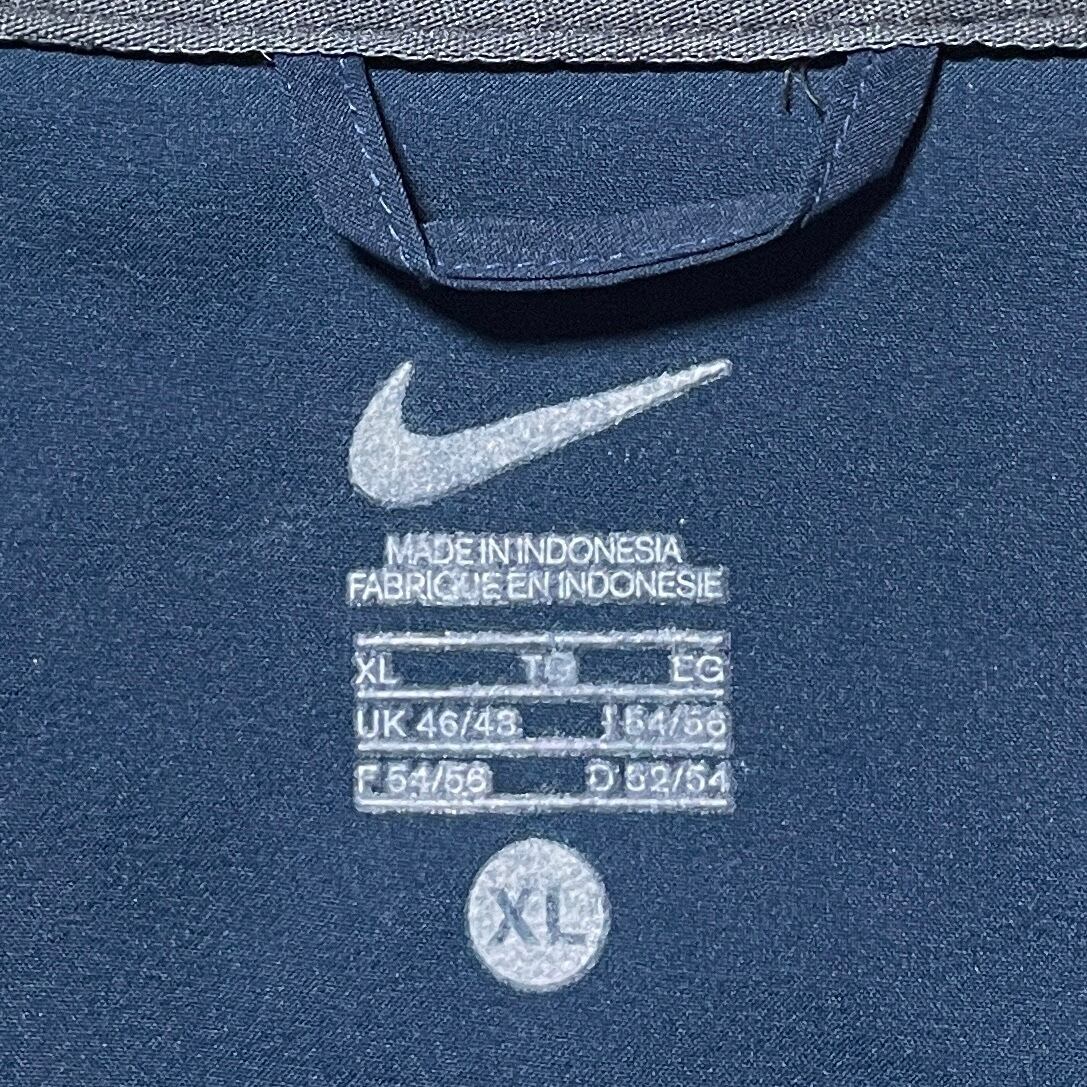 MADE IN INDONESIA
FABRIQUE EN INDONESIE
XL TG EG
UK 46/48 I 54/56
F 54/56 D 52/54
XL